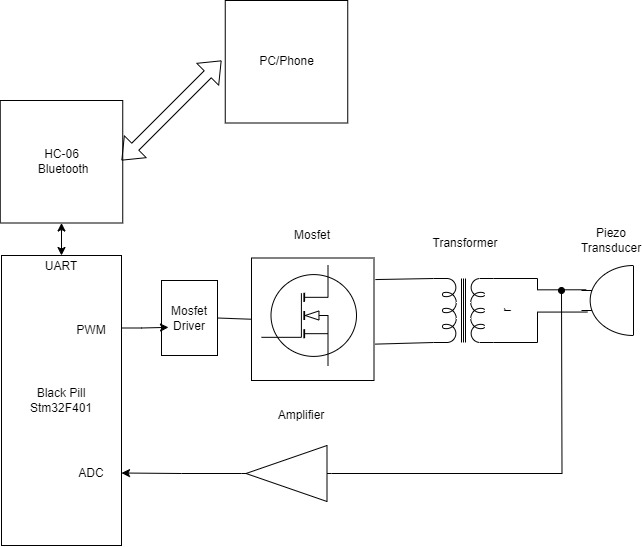 PC/Phone
HC-06
Bluetooth
UART
Mosfet
Transformer
Piezo
Transducer
Mosfet
Driver
PWM
r
Black Pill
Stm32F401
Amplifier
ADC